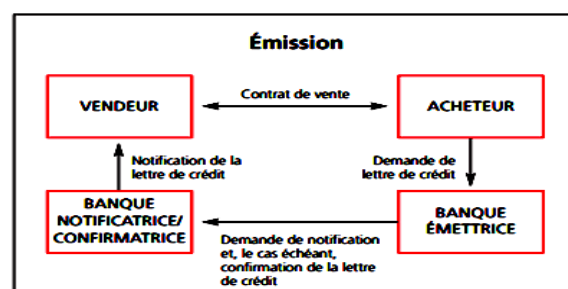 Émission
VENDEUR
Contrat de vente
ACHETEUR
Notification de la
lettre de crédit
Demande de
lettre de crédit
BANQUE
NOTIFICATRICE/
CONFIRMATRICE
BANQUE
ÉMETTRICE
Demande de notification
et, le cas échéant,
confirmation de la lettre
de crédit